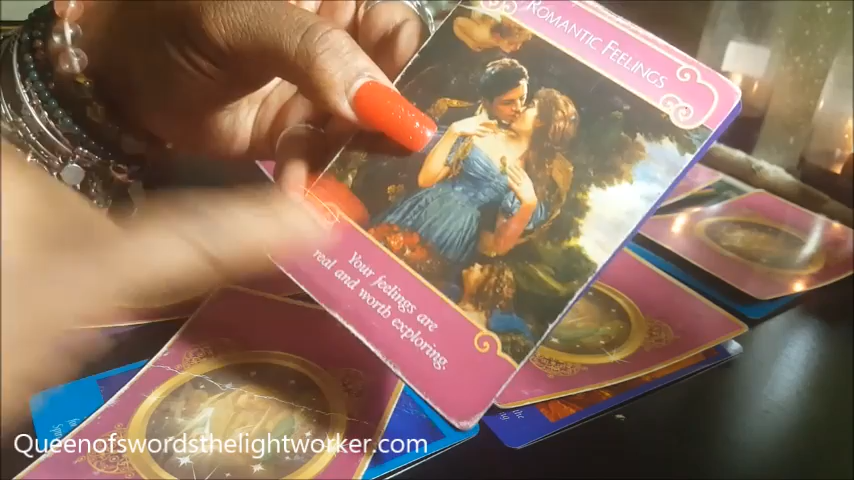 ROMANTIC FEELINGS
Your feelings are
real and worth exploring.
Queenofswordsthelightworker.com